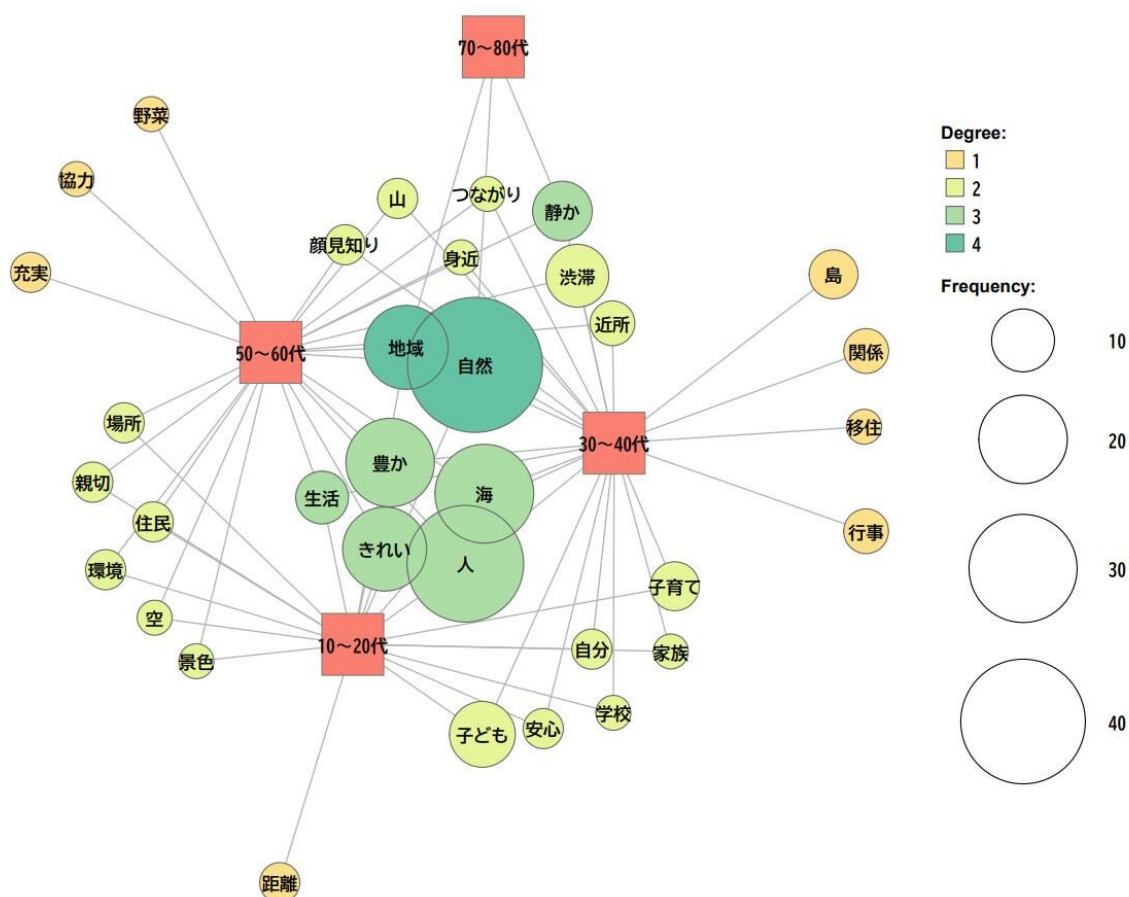 70～80代
野菜
協力
山
つながり
静か
顔見知り
身近
充実
渋滞
島
近所
地域
50～60代
自然
関係
場所
移住
30～40代
豊か
親切
生活
海
住民
行事
きれい
人
環境
子育て
空
10～20代
自分
家族
景色
学校
子ども
安心
距離
Degree:
1
2
3
4
Frequency:
10
20
30
40